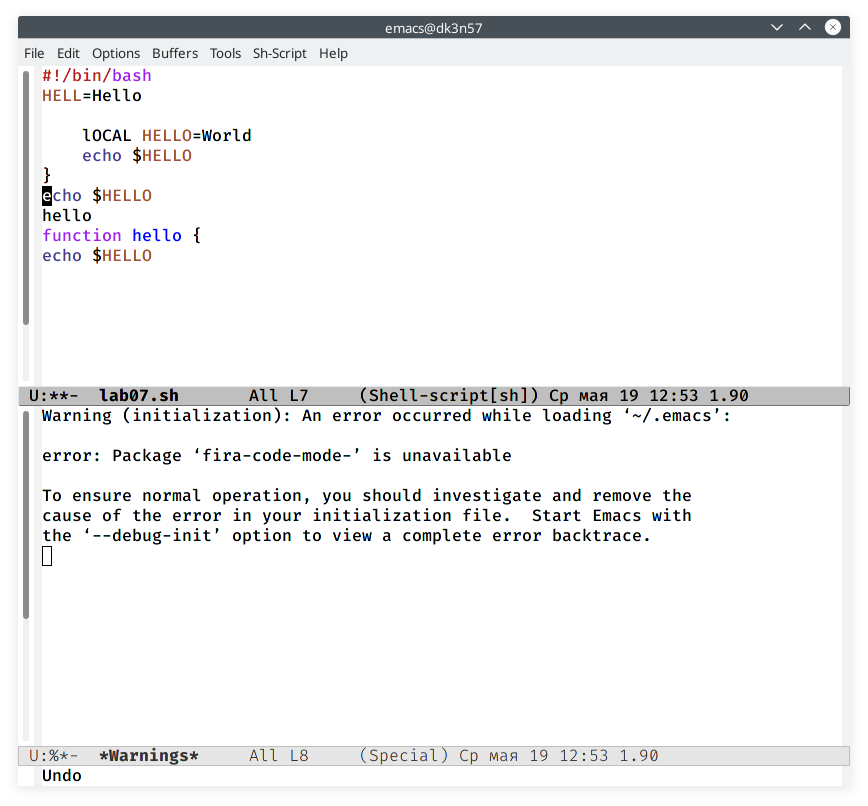 emacs@dk3n57
File Edit Options Buffers Tools Sh-Script Help
#!/bin/bash
HELL=Hello
lOCAL HELLO=World
echo $HELLO
}
echo $HELLO
hello
function hello {
echo $HELLO
U:**- lab07.sh All L7 (Shell-script[sh]) Ср мая 19 12:53 1.90
Warning (initialization): An error occurred while loading ‘~/.emacs’:
error: Package ‘fira-code-mode-’ is unavailable
To ensure normal operation, you should investigate and remove the
cause of the error in your initialization file. Start Emacs with
the ‘--debug-init’ option to view a complete error backtrace.
U:%*- *Warnings* All L8 (Special) Ср мая 19 12:53 1.90
Undo